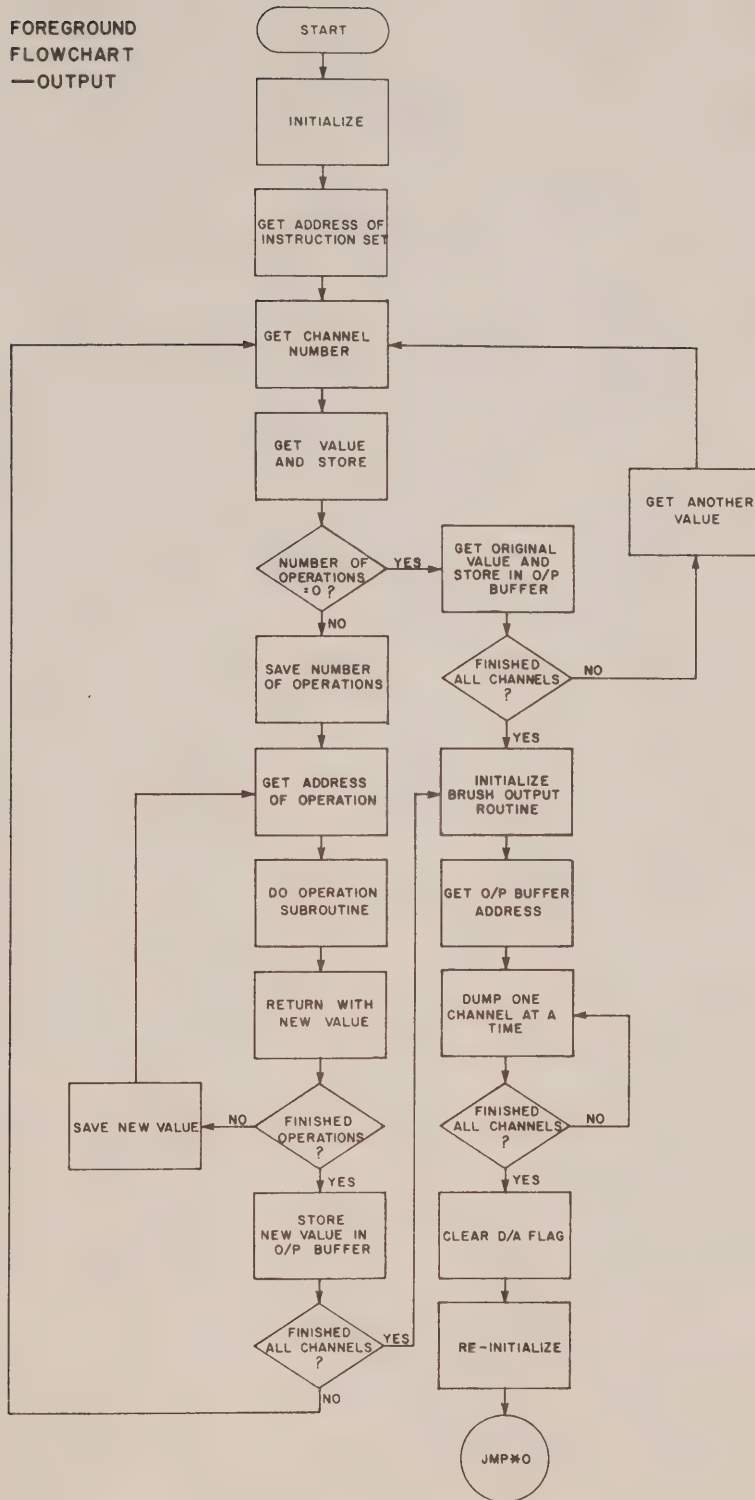 FOREGROUND
FLOWCHART
—OUTPUT
START
INITIALIZE
GET ADDRESS OF
INSTRUCTION SET
GET CHANNEL
NUMBER
GET VALUE
AND STORE
GET ANOTHER
VALUE
NUMBER OF
OPERATIONS
=0 ?
YES
GET ORIGINAL
VALUE AND
STORE IN O/P
BUFFER
NO
SAVE NUMBER
OF OPERATIONS
FINISHED
ALL CHANNELS
?
NO
YES
GET ADDRESS
OF OPERATION
INITIALIZE
BRUSH OUTPUT
ROUTINE
DO OPERATION
SUBROUTINE
GET O/P BUFFER
ADDRESS
RETURN WITH
NEW VALUE
DUMP ONE
CHANNEL AT A
TIME
SAVE NEW VALUE
NO
FINISHED
OPERATIONS
?
YES
FINISHED
ALL CHANNELS
?
NO
YES
STORE
NEW VALUE IN
O/P BUFFER
CLEAR D/A FLAG
FINISHED
ALL CHANNELS
?
YES
NO
RE-INITIALIZE
JMP*0